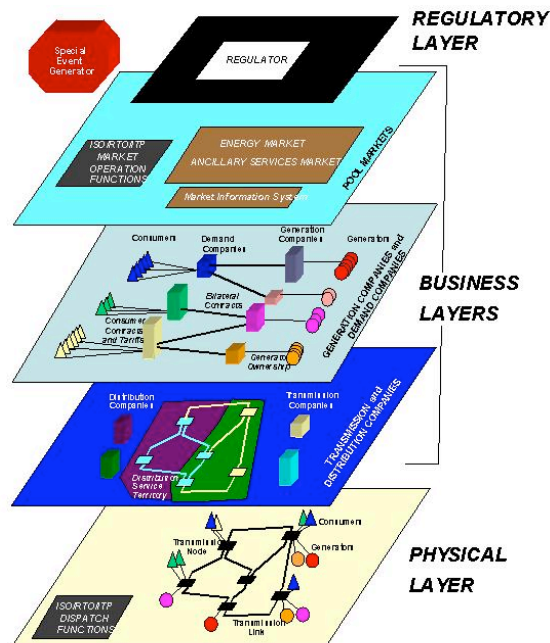 REGULATORY
LAYER
Special
Event
Generator
REGULATOR
ISO/RTO/ITP
MARKET
OPERATION
FUNCTIONS
ENERGY MARKET
ANCILLARY SERVICES MARKET
Market Information System
POOL MARKETS
Consumers
Demand
Companies
Generation
Companies
Generators
Bilateral
Contracts
Consumer
Contracts
and Tariffs
Generator
Ownership
GENERATION COMPANIES and
DEMAND COMPANIES
BUSINESS
LAYERS
Distribution
Companies
Transmission
Companies
Distribution
Service
Territory
TRANSMISSION and
DISTRIBUTION COMPANIES
Consumers
Transmission
Node
Generators
PHYSICAL
LAYER
ISO/RTO/ITP
DISPATCH
FUNCTIONS
Transmission
Link